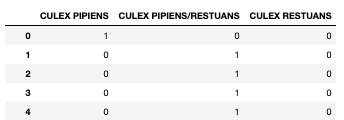 CULEX PIPIENS CULEX PIPIENS/RESTUANS CULEX RESTUANS
0 1 0 0
1 0 1 0
2 0 1 0
3 0 1 0
4 0 1 0